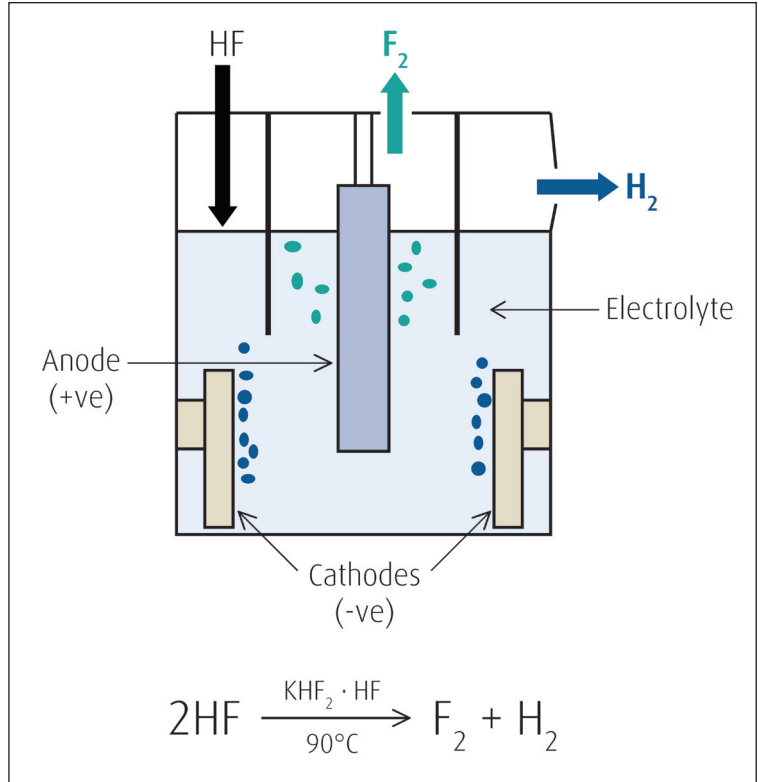 HF
F₂
H₂
Electrolyte
Anode
(+ve)
Cathodes
(-ve)
KHF₂ · HF
2HF ⟶ F₂ + H₂
90°C